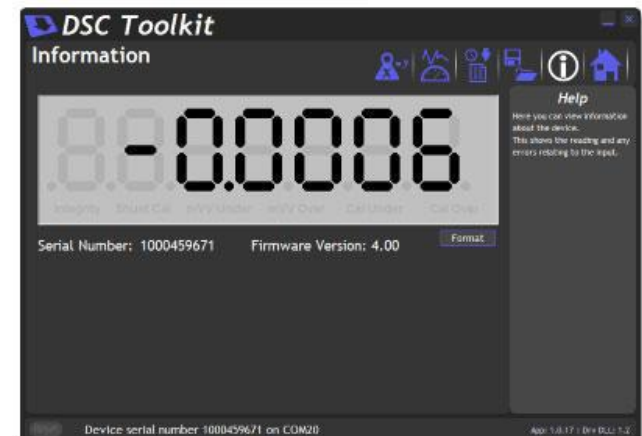 DSC Toolkit
Information
-0.0006
Integrity Shunt Cal mV/V Under mV/V Over Cal Under Cal Over
Serial Number: 1000459671 Firmware Version: 4.00
Format
Help
Here you can view information
about the device.
This shows the reading and any
errors relating to the input.
Device serial number 1000459671 on COM20
App: 1.0.17 : Drv DLL: 1.2